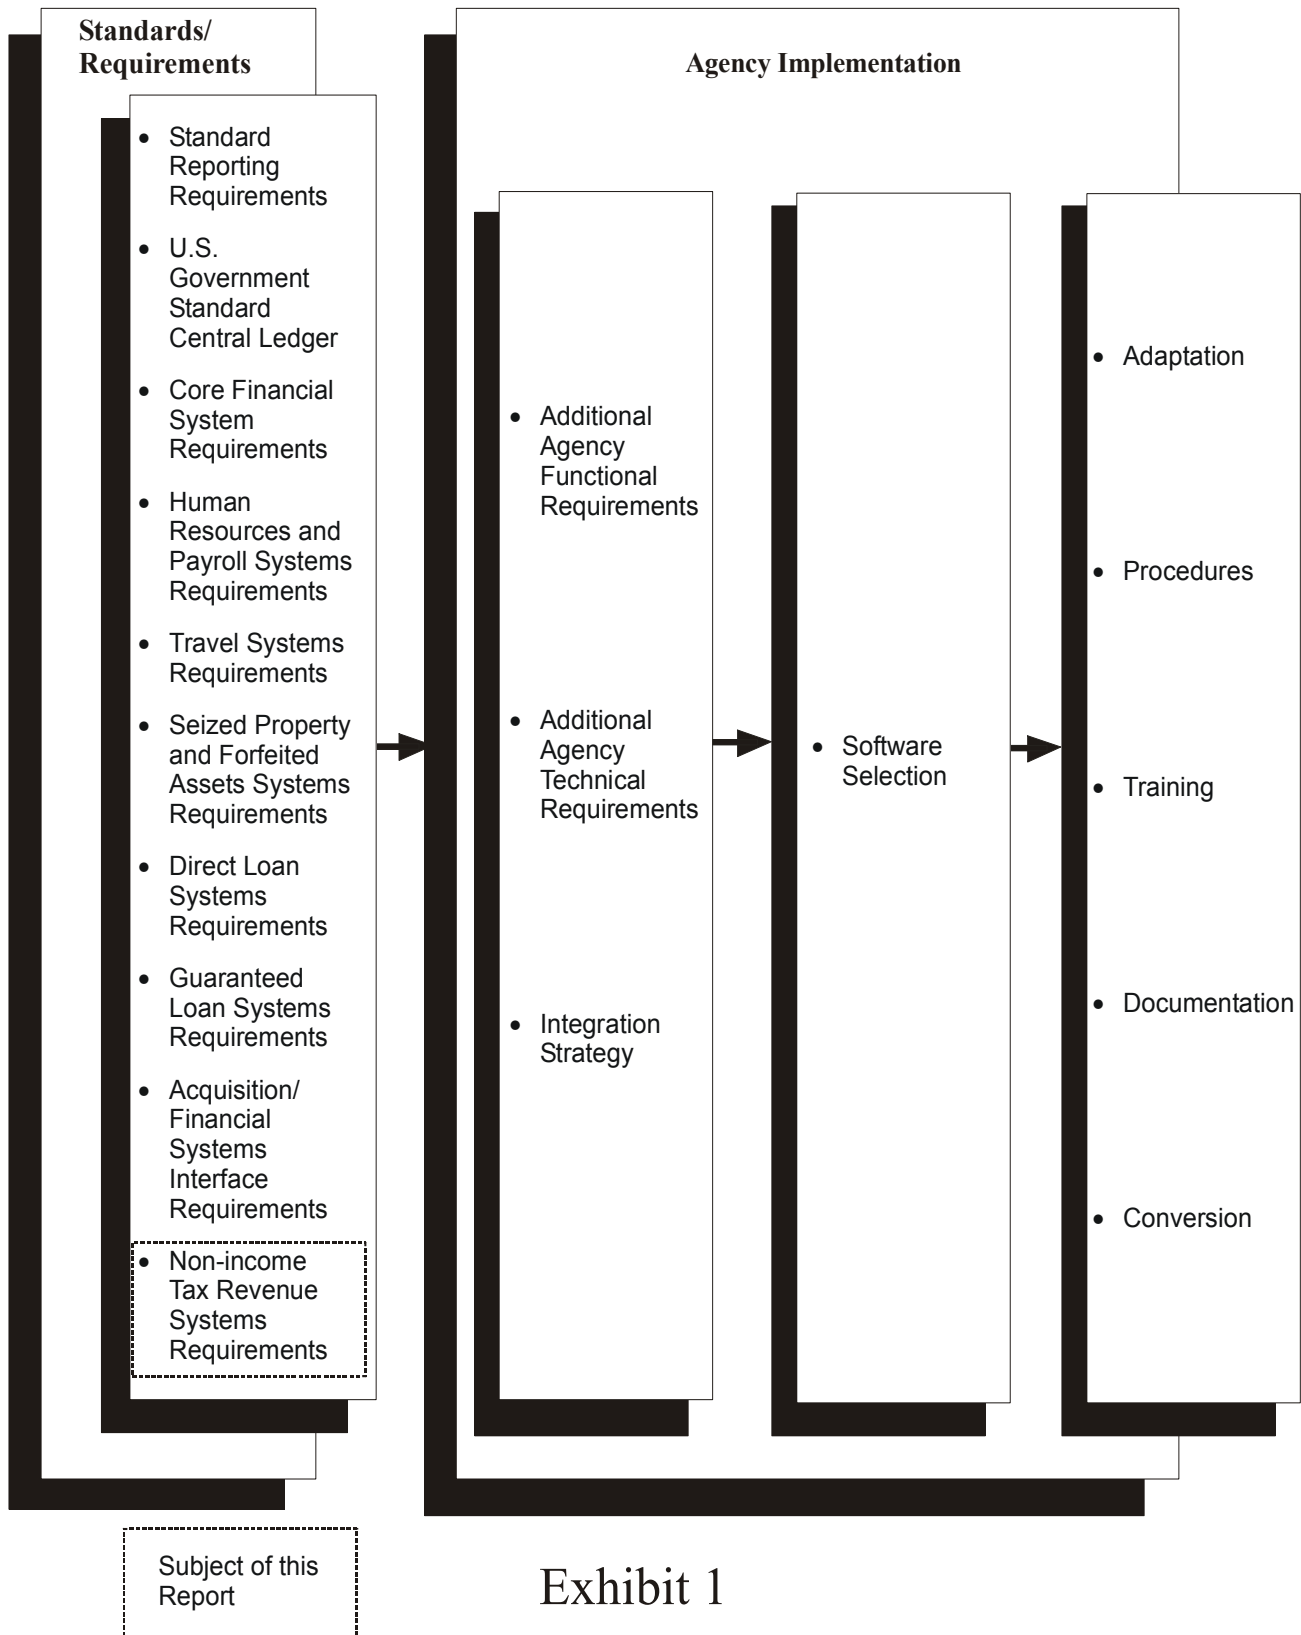 Standards/
Requirements
• Standard
Reporting
Requirements
• U.S.
Government
Standard
Central Ledger
• Core Financial
System
Requirements
• Human
Resources and
Payroll Systems
Requirements
• Travel Systems
Requirements
• Seized Property
and Forfeited
Assets Systems
Requirements
• Direct Loan
Systems
Requirements
• Guaranteed
Loan Systems
Requirements
• Acquisition/
Financial
Systems
Interface
Requirements
• Non-income
Tax Revenue
Systems
Requirements
Agency Implementation
• Additional
Agency
Functional
Requirements
• Additional
Agency
Technical
Requirements
• Integration
Strategy
• Software
Selection
• Adaptation
• Procedures
• Training
• Documentation
• Conversion
Subject of this
Report
Exhibit 1